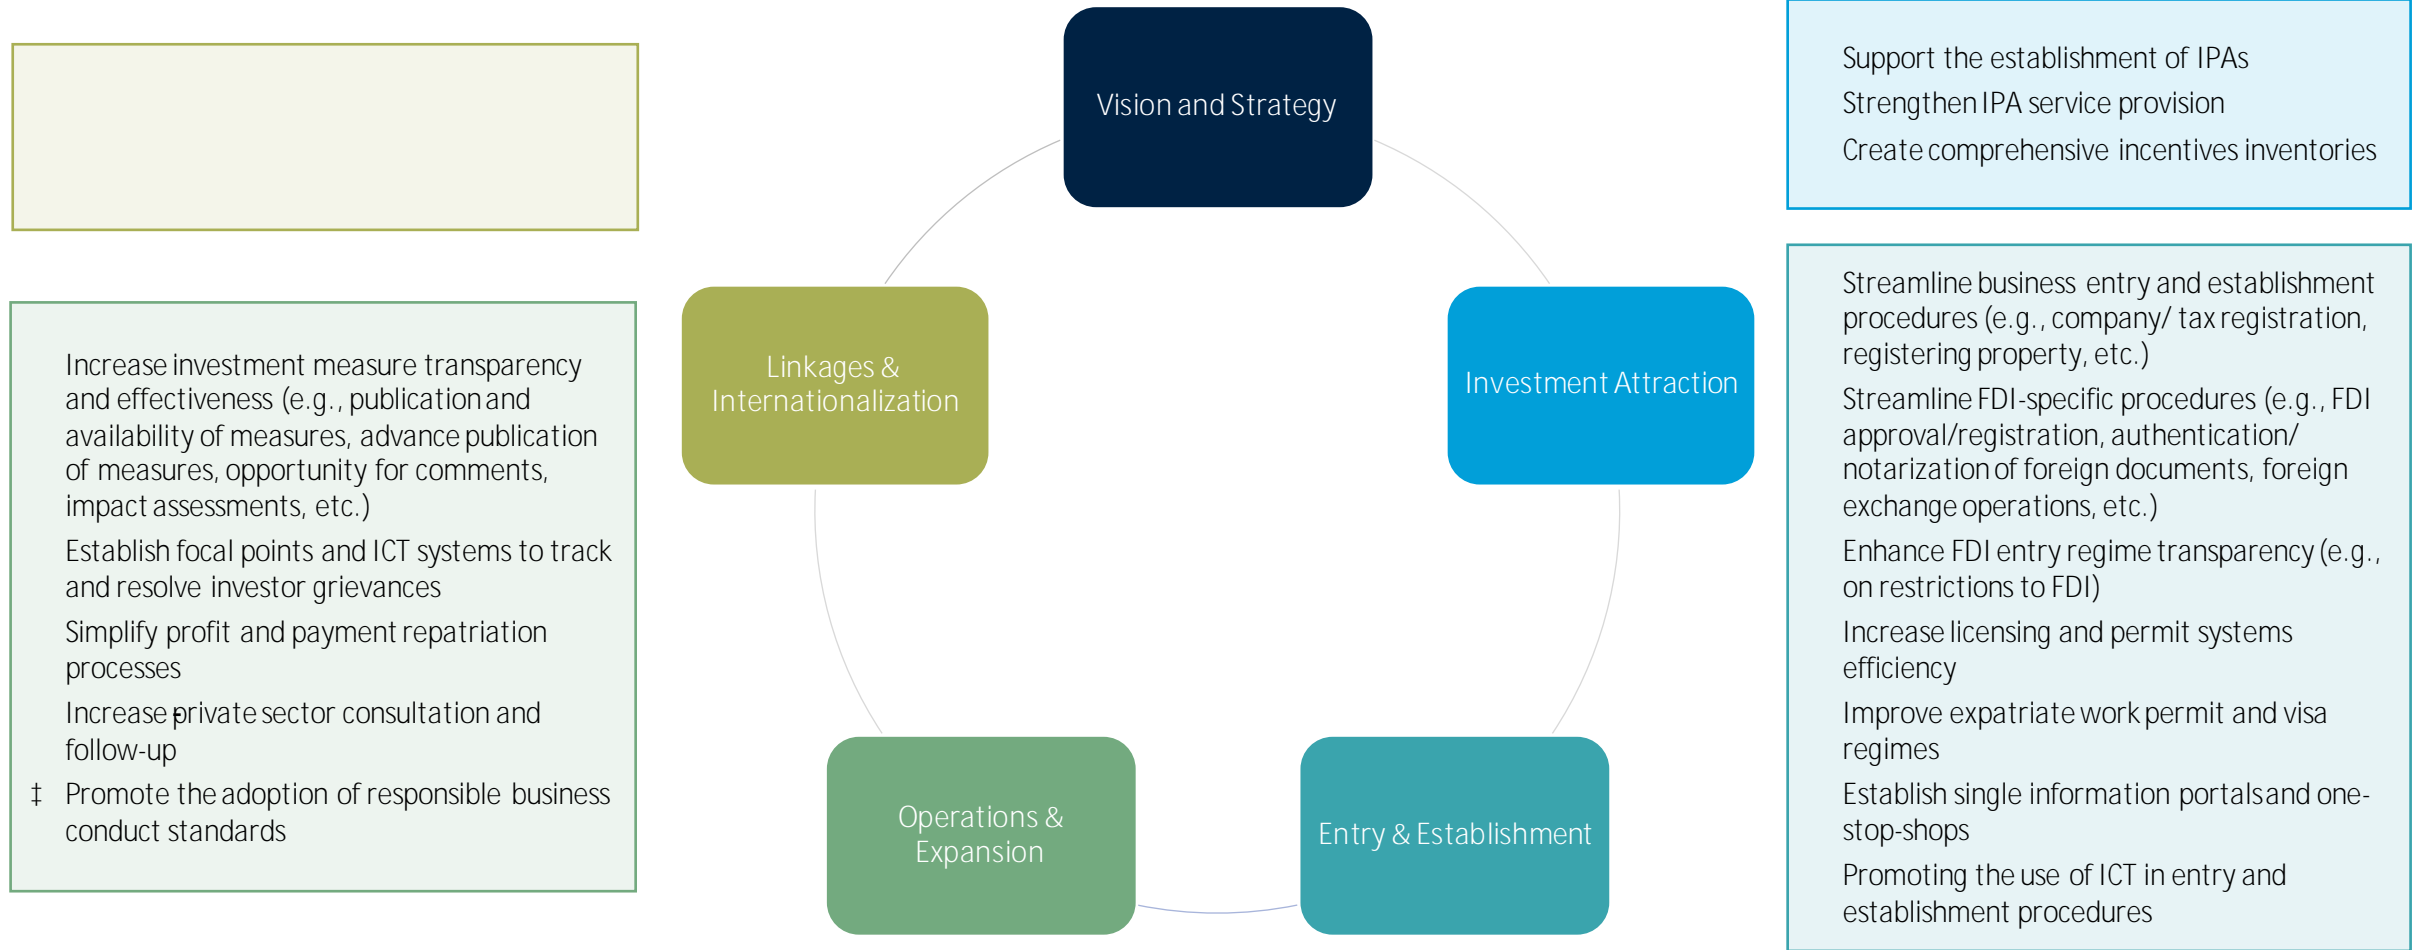 Vision and Strategy
Support the establishment of IPAs
Strengthen IPA service provision
Create comprehensive incentives inventories
Linkages &
Internationalization
Investment Attraction
Increase investment measure transparency
and effectiveness (e.g., publication and
availability of measures, advance publication
of measures, opportunity for comments,
impact assessments, etc.)
Establish focal points and ICT systems to track
and resolve investor grievances
Simplify profit and payment repatriation
processes
Increase private sector consultation and
follow-up
‡ Promote the adoption of responsible business
conduct standards
Streamline business entry and establishment
procedures (e.g., company/ tax registration,
registering property, etc.)
Streamline FDI-specific procedures (e.g., FDI
approval/registration, authentication/
notarization of foreign documents, foreign
exchange operations, etc.)
Enhance FDI entry regime transparency (e.g.,
on restrictions to FDI)
Increase licensing and permit systems
efficiency
Improve expatriate work permit and visa
regimes
Establish single information portals and one-
stop-shops
Promoting the use of ICT in entry and
establishment procedures
Operations &
Expansion
Entry & Establishment